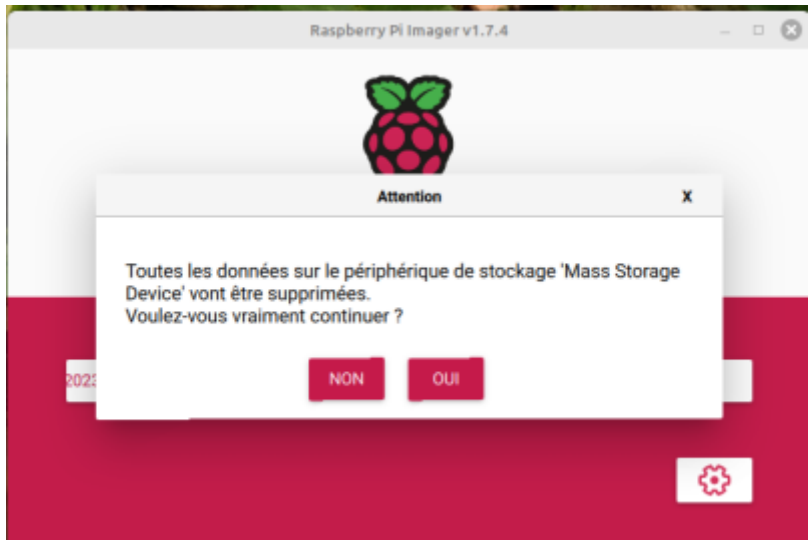 Raspberry Pi Imager v1.7.4
Attention
X
Toutes les données sur le périphérique de stockage 'Mass Storage
Device' vont être supprimées.
Voulez-vous vraiment continuer ?
2023
NON
OUI